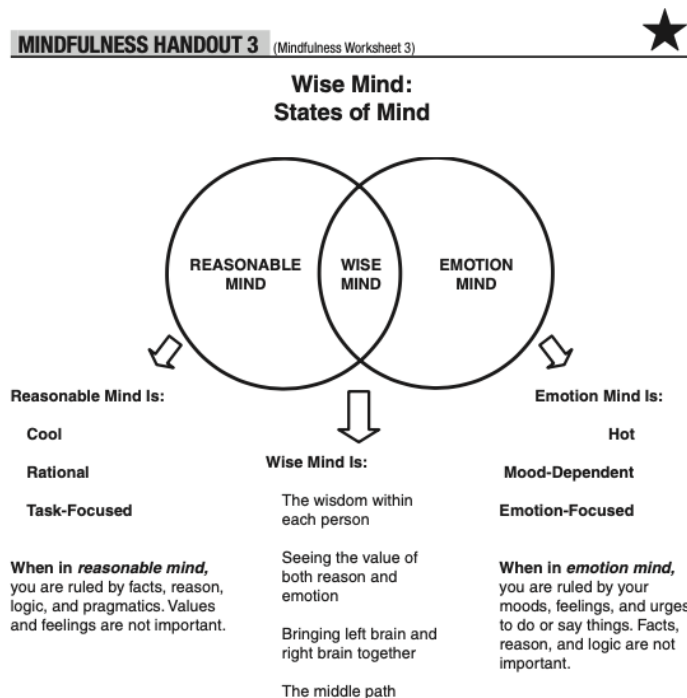 MINDFULNESS HANDOUT 3 (Mindfulness Worksheet 3)
Wise Mind:
States of Mind
REASONABLE
MIND
WISE
MIND
EMOTION
MIND
Reasonable Mind Is:
Cool
Rational
Task-Focused
When in reasonable mind,
you are ruled by facts, reason,
logic, and pragmatics. Values
and feelings are not important.
Wise Mind Is:
The wisdom within
each person
Seeing the value of
both reason and
emotion
Bringing left brain and
right brain together
The middle path
Emotion Mind Is:
Hot
Mood-Dependent
Emotion-Focused
When in emotion mind,
you are ruled by your
moods, feelings, and urges
to do or say things. Facts,
reason, and logic are not
important.